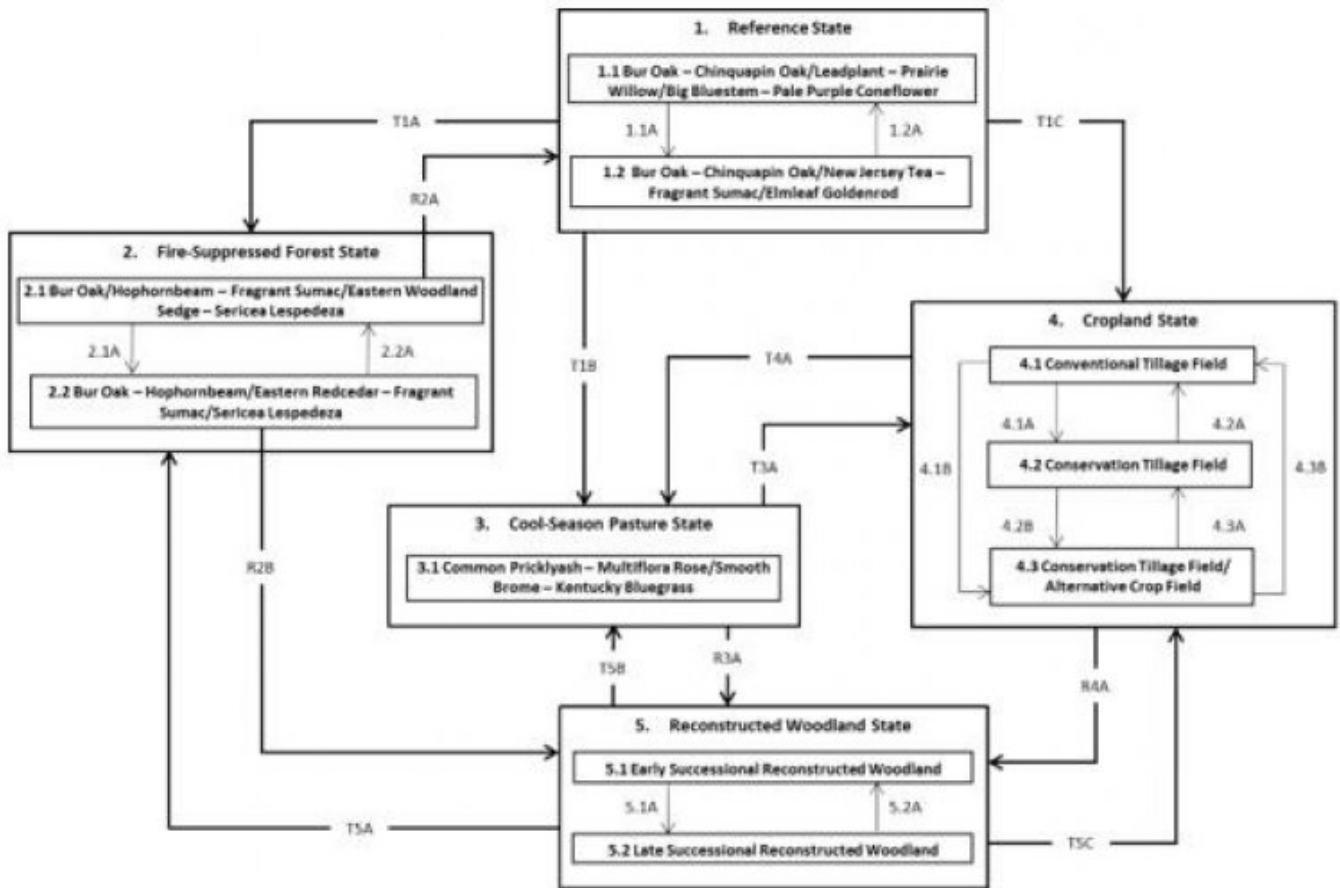 1. Reference State
1.1 Bur Oak – Chinquapin Oak/Leadplant – Prairie
Willow/Big Bluestem – Pale Purple Coneflower
1.1A
1.2A
1.2 Bur Oak – Chinquapin Oak/New Jersey Tea –
Fragrant Sumac/Elmleaf Goldenrod
T1A
T1C
R2A
T1B
2. Fire-Suppressed Forest State
2.1 Bur Oak/Hophornbeam – Fragrant Sumac/Eastern Woodland
Sedge – Sericea Lespedeza
2.1A
2.2A
2.2 Bur Oak – Hophornbeam/Eastern Redcedar – Fragrant
Sumac/Sericea Lespedeza
T4A
T3A
4. Cropland State
4.1 Conventional Tillage Field
4.1A
4.2A
4.1B
4.3B
4.2 Conservation Tillage Field
4.2B
4.3A
4.3 Conservation Tillage Field/
Alternative Crop Field
3. Cool-Season Pasture State
3.1 Common Pricklyash – Multiflora Rose/Smooth
Brome – Kentucky Bluegrass
R2B
T5B
R3A
R4A
5. Reconstructed Woodland State
5.1 Early Successional Reconstructed Woodland
5.1A
5.2A
5.2 Late Successional Reconstructed Woodland
T5A
T5C